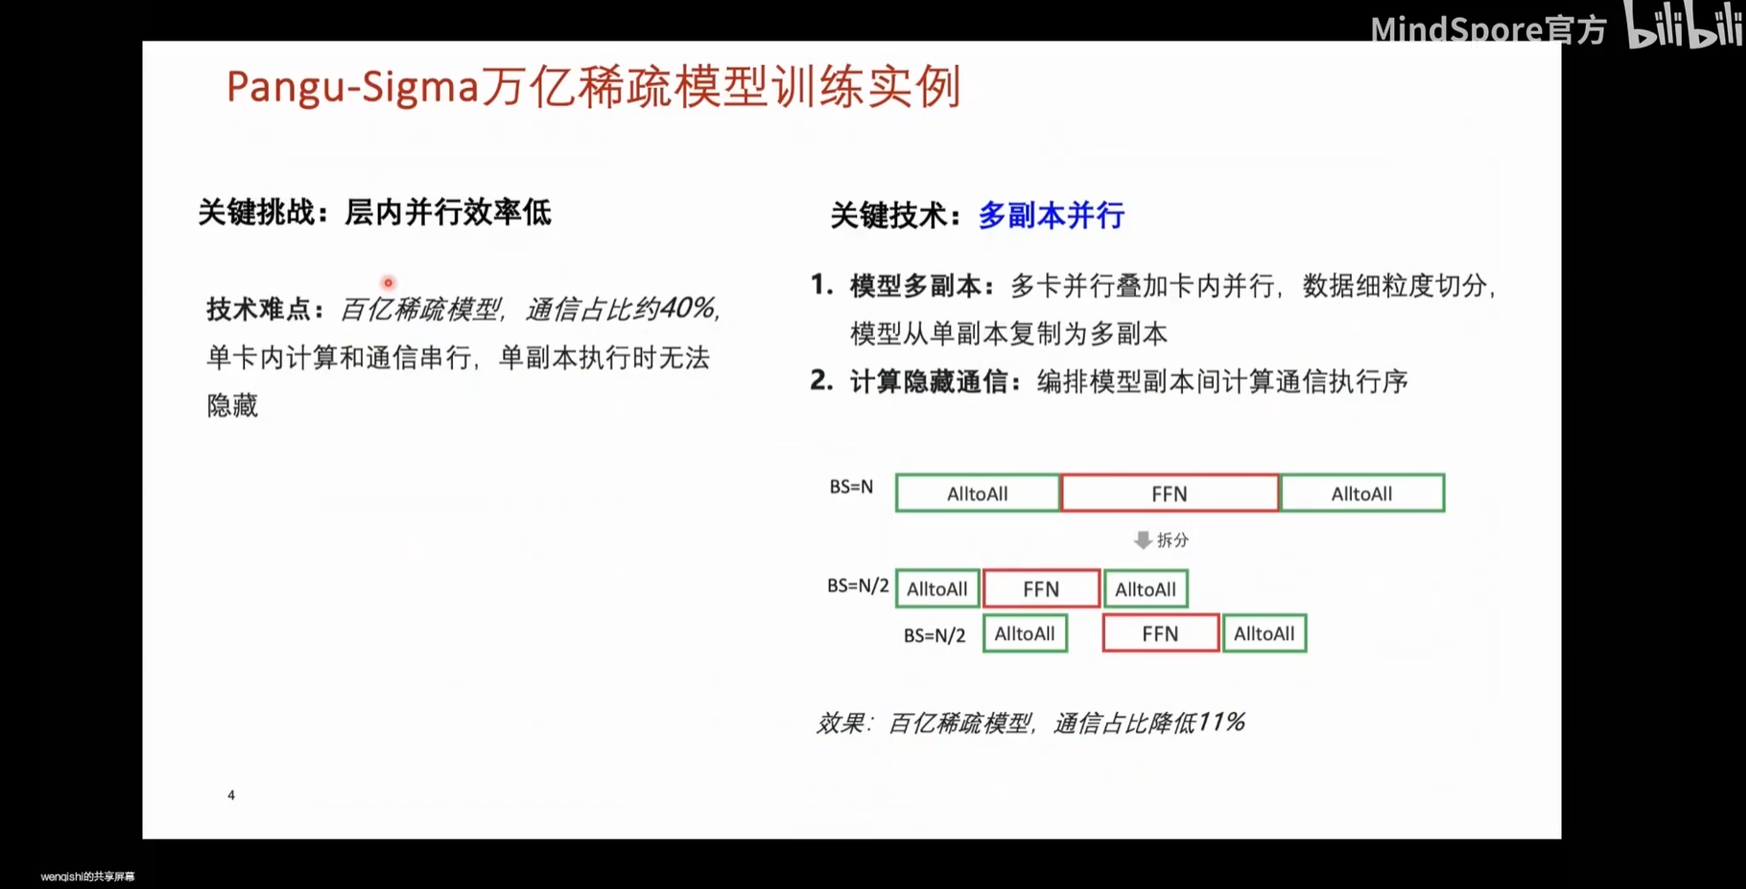 MindSpore官方 bilibili
Pangu-Sigma万亿稀疏模型训练实例
关键挑战：层内并行效率低
技术难点：百亿稀疏模型，通信占比约40%，
单卡内计算和通信串行，单副本执行时无法
隐藏
关键技术：多副本并行
1. 模型多副本：多卡并行叠加卡内并行，数据细粒度切分，
模型从单副本复制为多副本
2. 计算隐藏通信：编排模型副本间计算通信执行序
BS=N AlltoAll FFN AlltoAll
拆分
BS=N/2 AlltoAll FFN AlltoAll
BS=N/2 AlltoAll FFN AlltoAll
效果：百亿稀疏模型，通信占比降低11%
4
wenqishi的共享屏幕